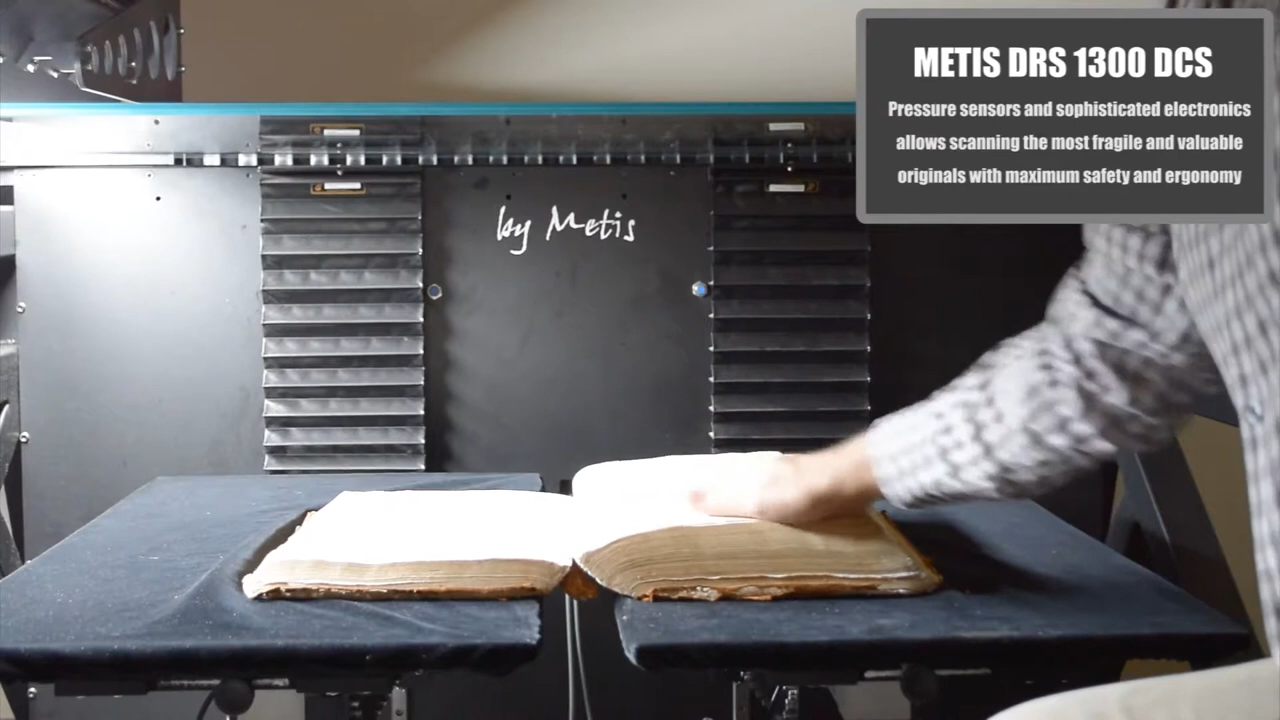 METIS DRS 1300 DCS
Pressure sensors and sophisticated electronics
allows scanning the most fragile and valuable
originals with maximum safety and ergonomy
by Metis